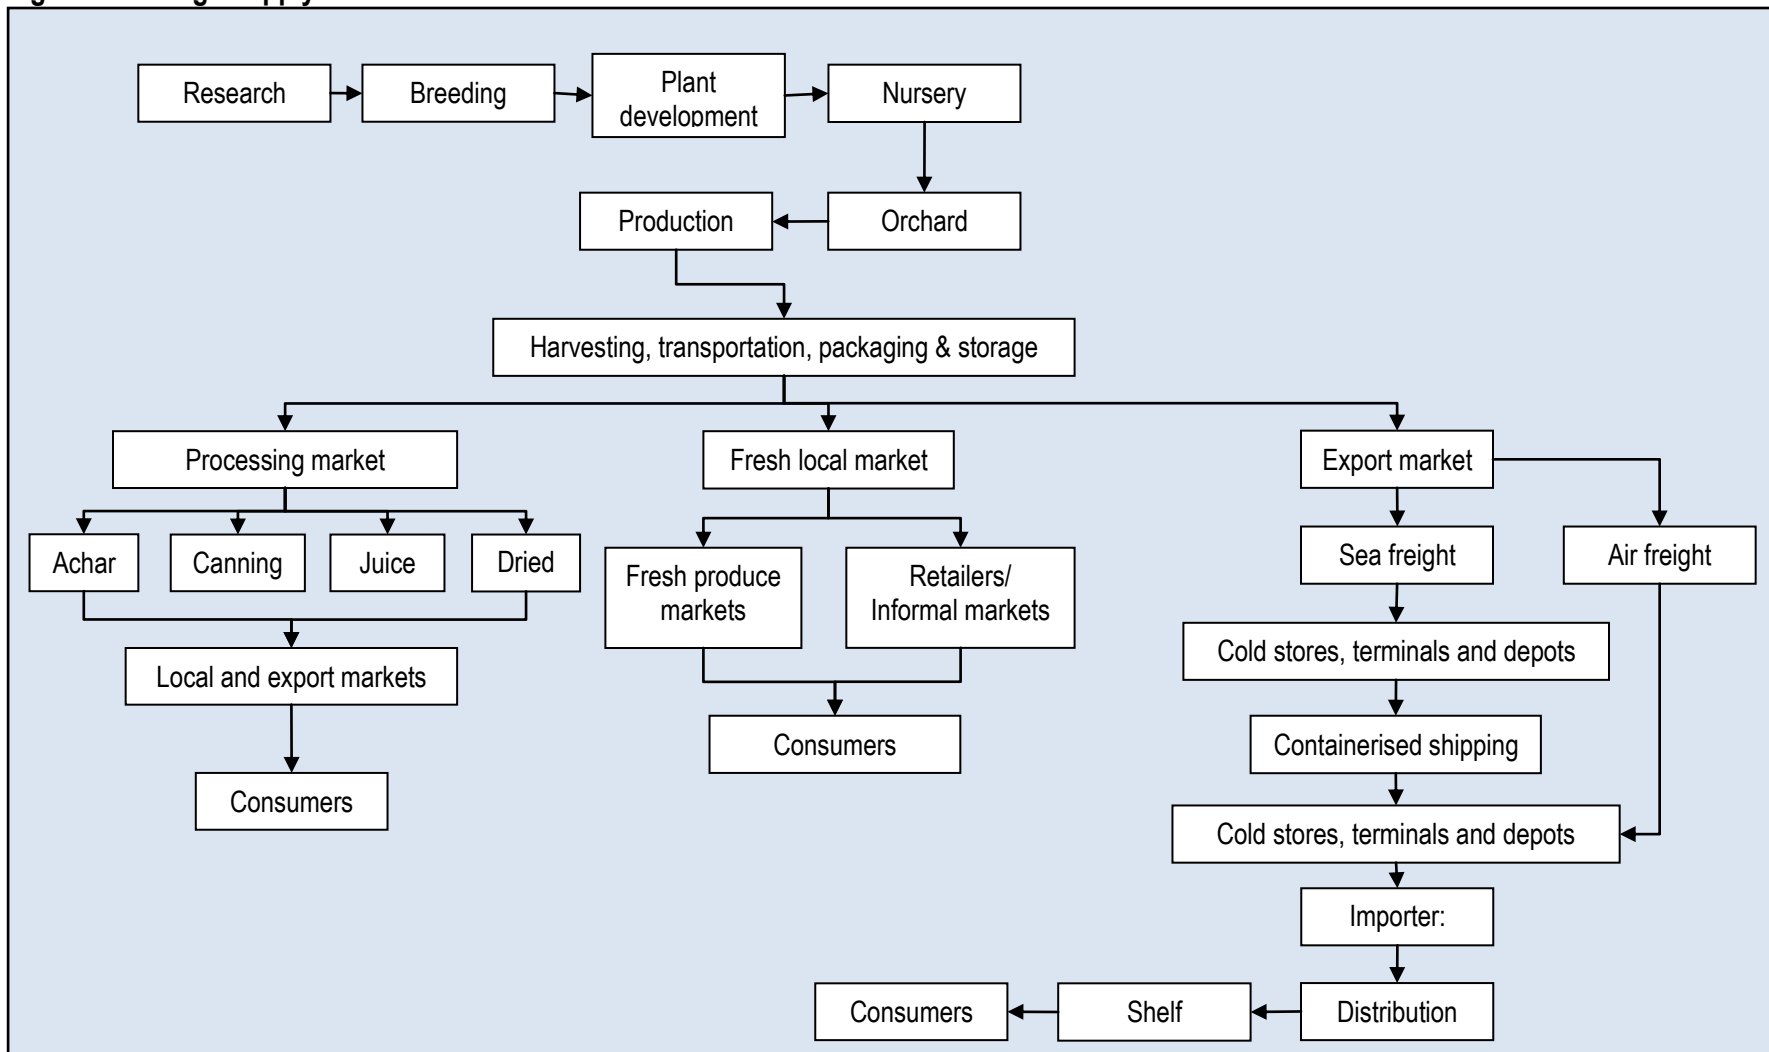 Research
Breeding
Plant
development
Nursery
Production
Orchard
Harvesting, transportation, packaging & storage
Processing market
Fresh local market
Export market
Achar
Canning
Juice
Dried
Fresh produce
markets
Retailers/
Informal markets
Sea freight
Air freight
Local and export markets
Cold stores, terminals and depots
Consumers
Containerised shipping
Consumers
Cold stores, terminals and depots
Importer:
Consumers
Shelf
Distribution